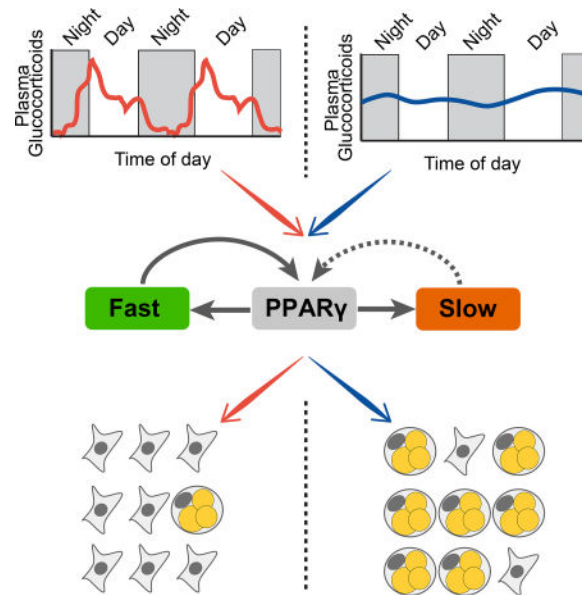 Night
Day
Night
Day
Plasma
Glucocorticoids
Time of day
Night
Day
Night
Day
Plasma
Glucocorticoids
Time of day
Fast
PPARγ
Slow